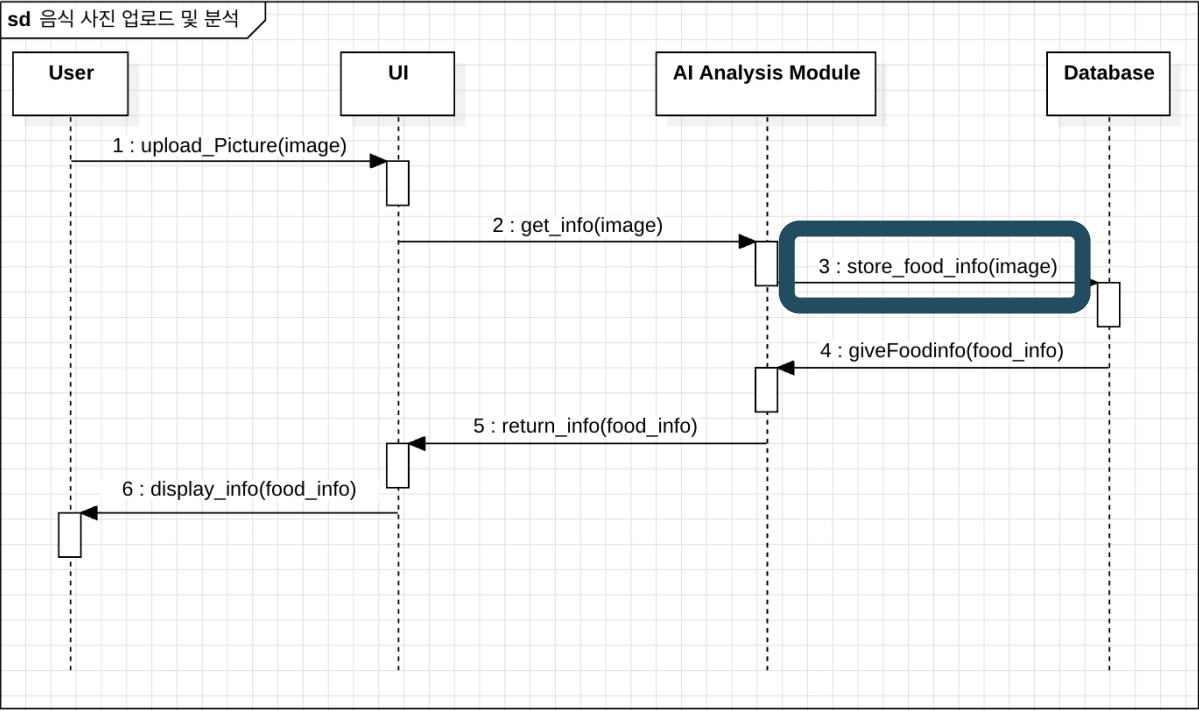 sd 음식 사진 업로드 및 분석
User
UI
AI Analysis Module
Database
1 : upload_Picture(image)
2 : get_info(image)
3 : store_food_info(image)
4 : giveFoodinfo(food_info)
5 : return_info(food_info)
6 : display_info(food_info)